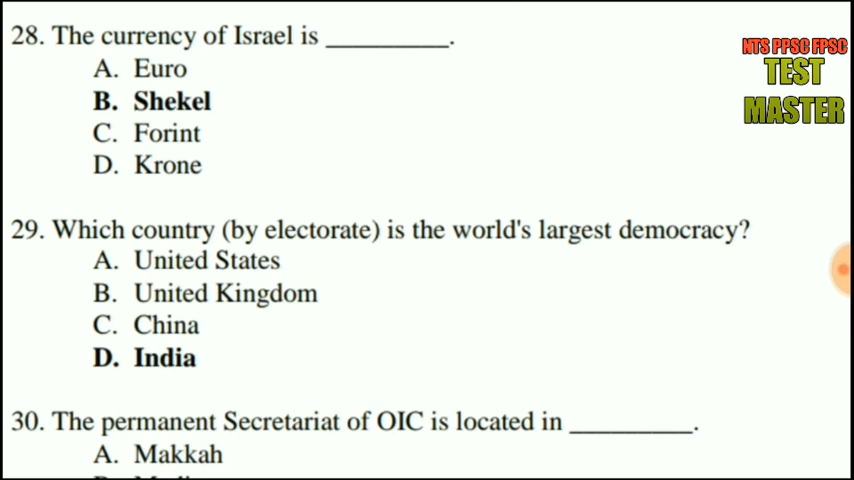 28. The currency of Israel is __________.
A. Euro
B. Shekel
C. Forint
D. Krone
NTS PPSC FPSC
TEST
MASTER
29. Which country (by electorate) is the world's largest democracy?
A. United States
B. United Kingdom
C. China
D. India
30. The permanent Secretariat of OIC is located in __________.
A. Makkah